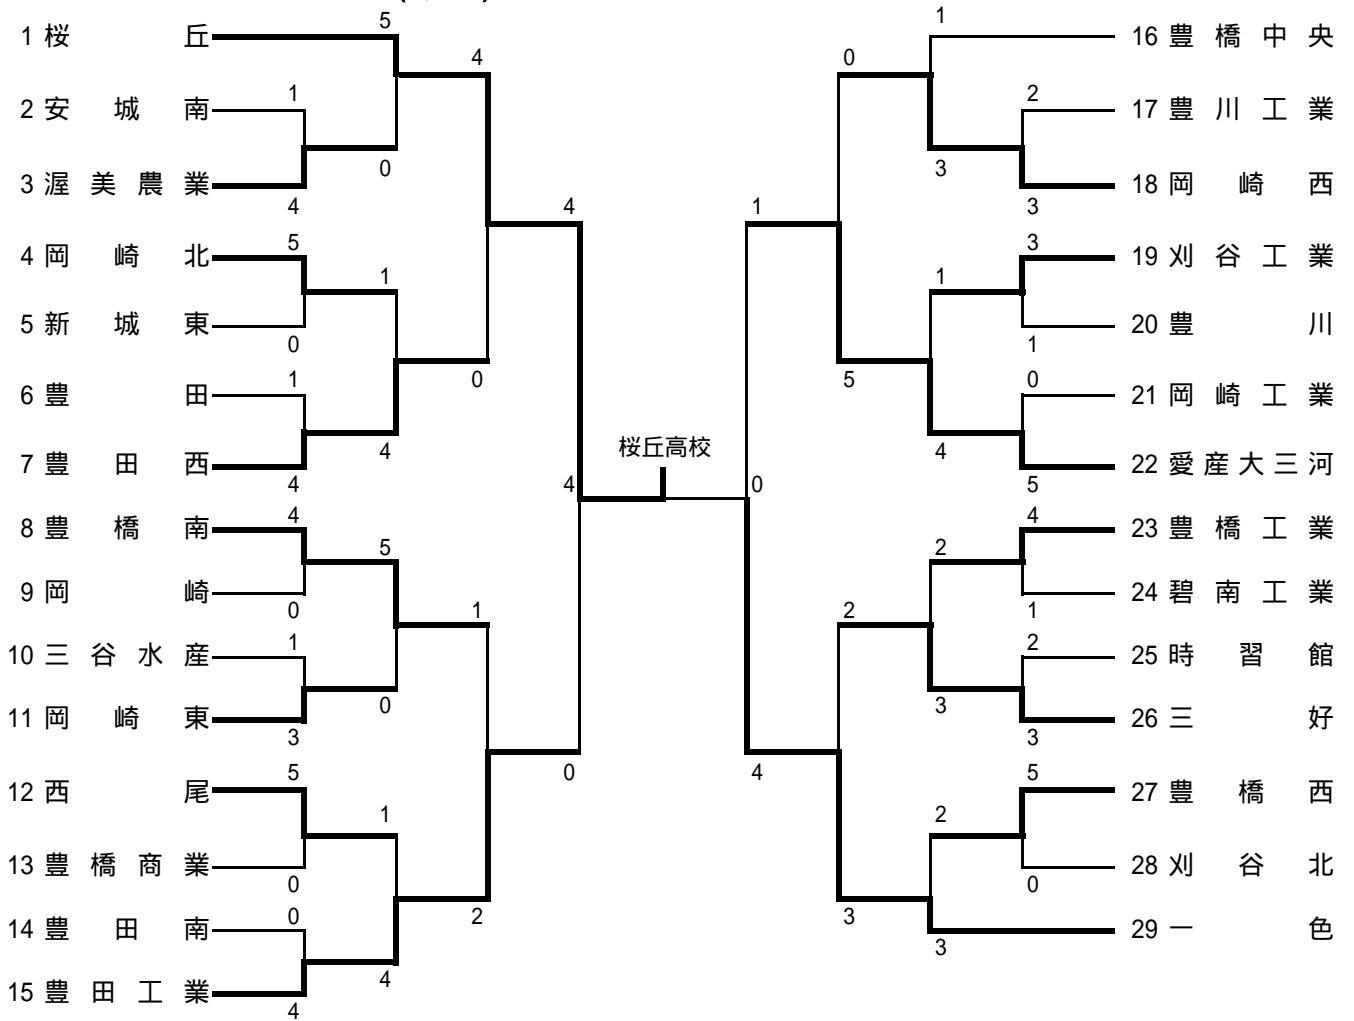 5
1 桜丘
4
1
2 安城南
0
3 渥美農業
4
4
5
4 岡崎北
1
5 新城東
0
0
1
6 豊田
4
7 豊田西
4
4
8 豊橋南
5
9 岡崎
0
1
1
10 三谷水産
0
11 岡崎東
3
0
5
12 西尾
1
13 豊橋商業
0
2
0
14 豊田南
4
15 豊田工業
4
桜丘高校
4
0
1
16 豊橋中央
0
2
17 豊川工業
3
18 岡崎西
3
1
3
19 刈谷工業
1
20 豊川
1
5
0
21 岡崎工業
4
22 愛産大三河
5
4
23 豊橋工業
2
24 碧南工業
1
2
2
25 時習館
3
26 三好
3
4
5
27 豊橋西
2
28 刈谷北
0
3
29 一色
3